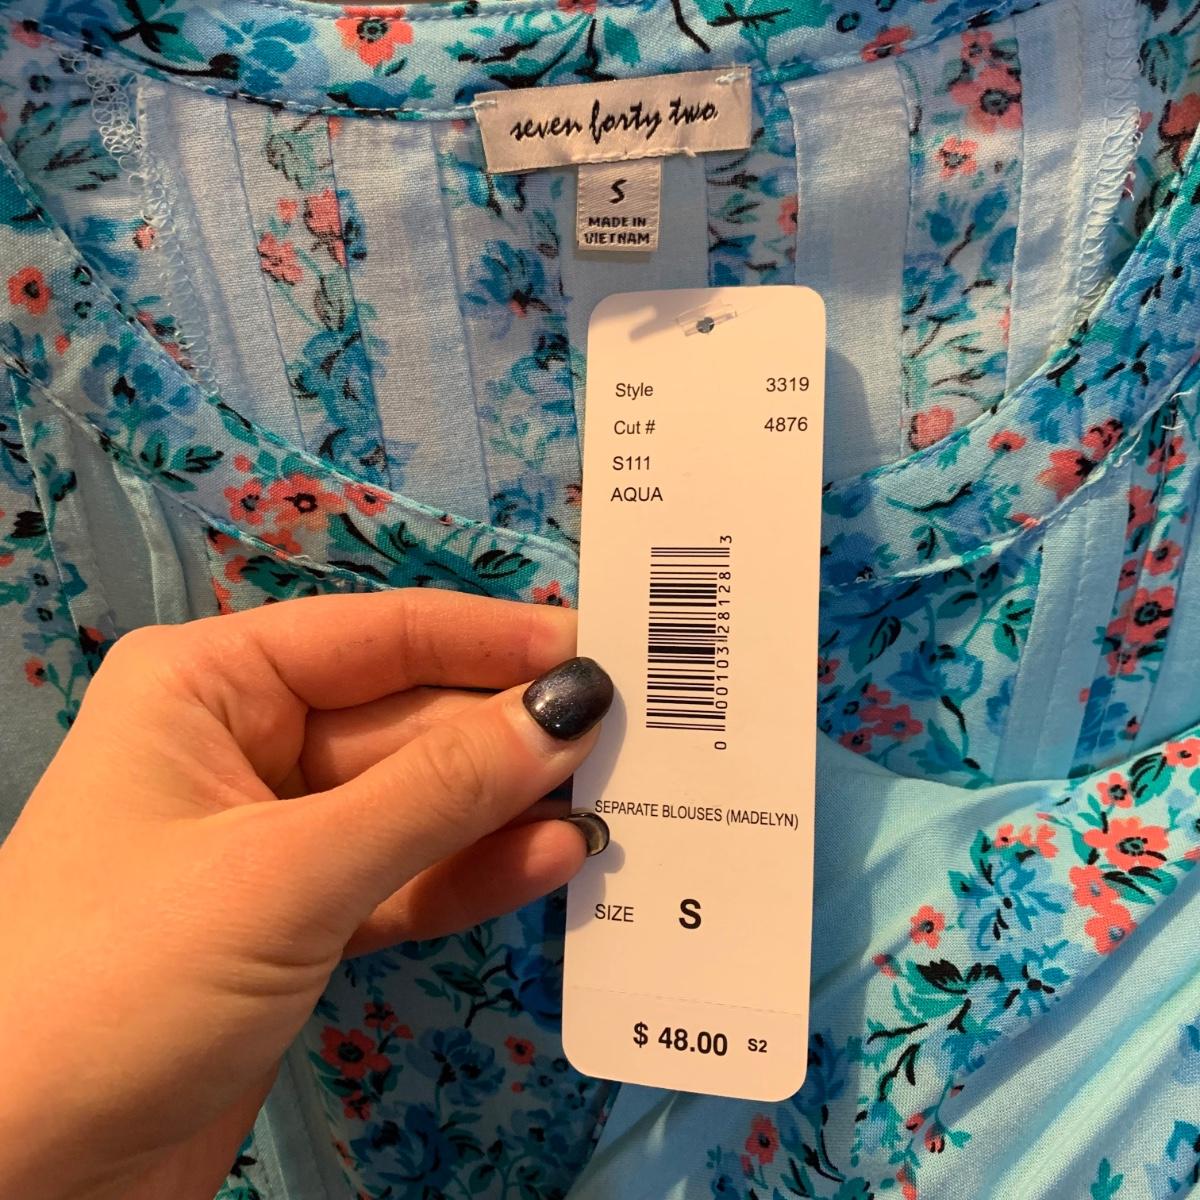 seven forty two
S
MADE IN
VIETNAM
Style 3319
Cut # 4876
S111
AQUA
0 00103 28128 3
SEPARATE BLOUSES (MADELYN)
SIZE S
$ 48.00 S2